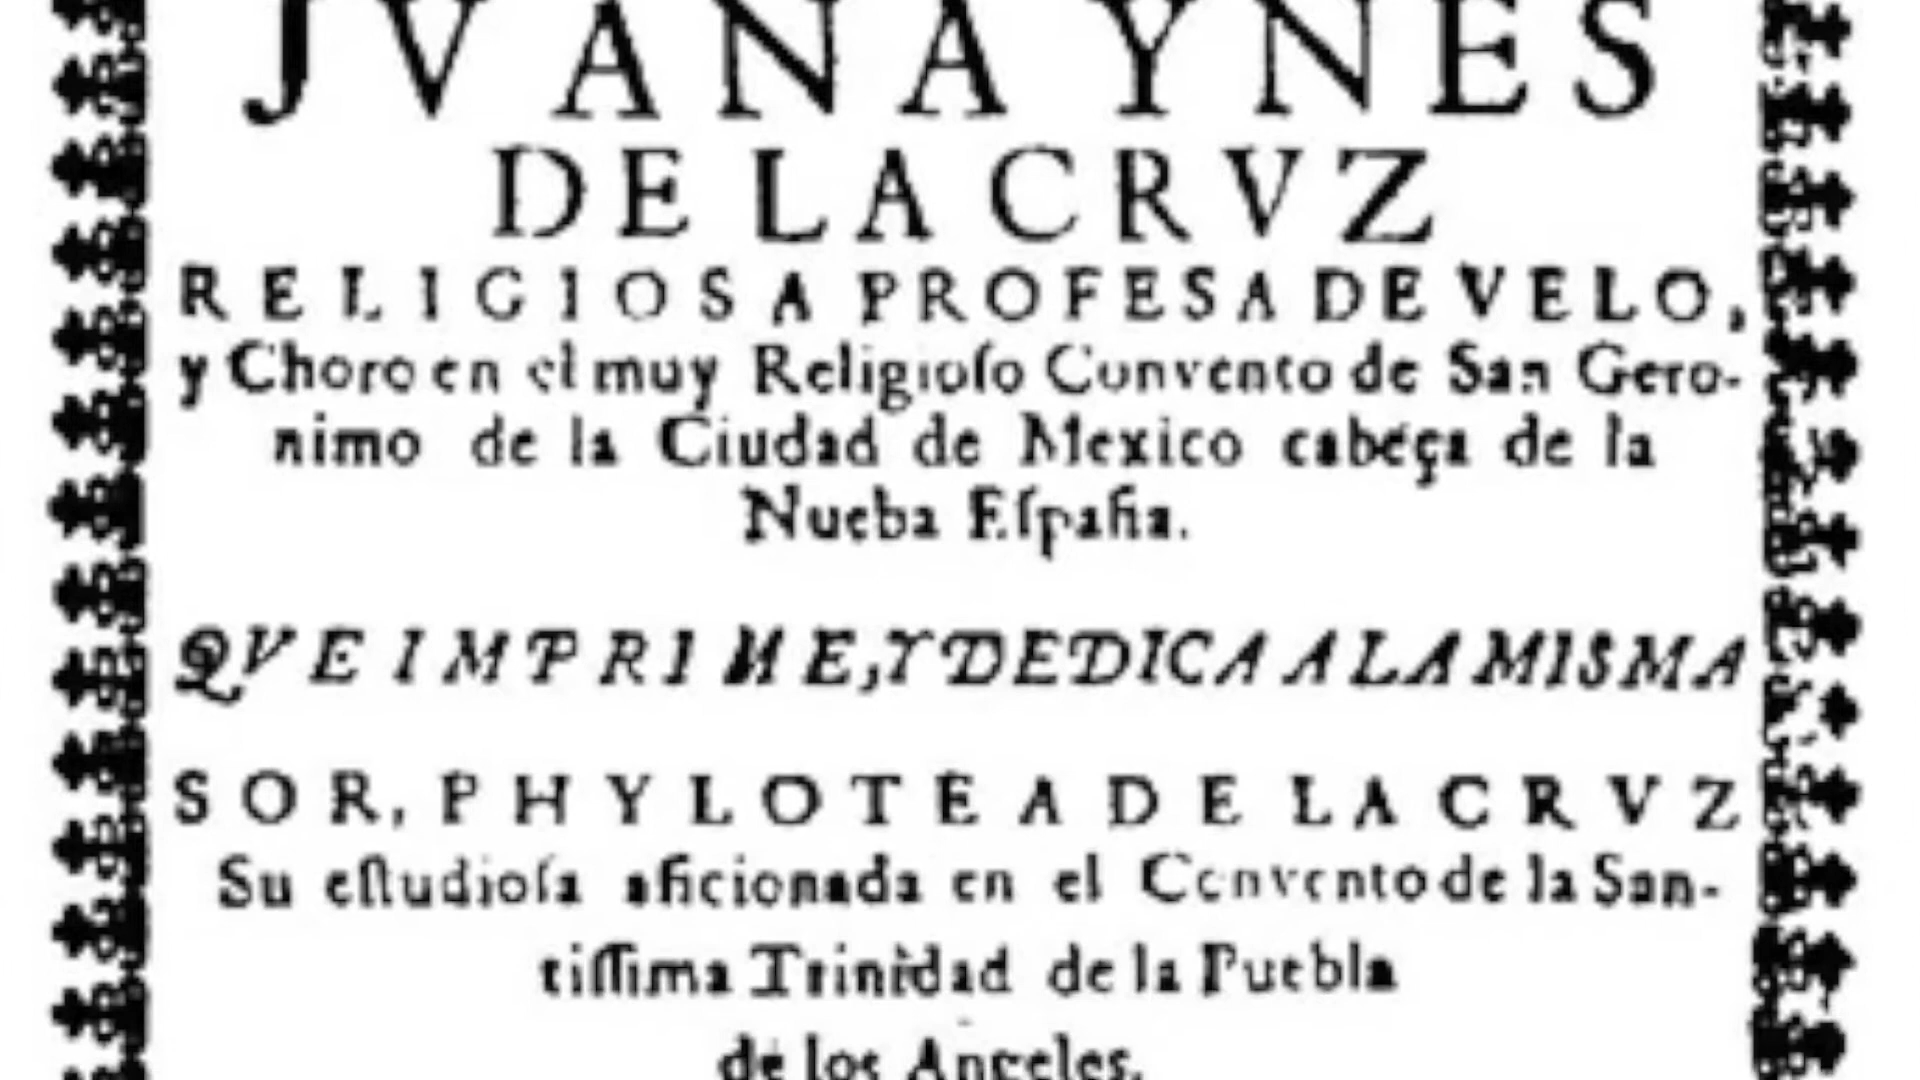 JVANA YNES
DE LA CRVZ
RELIGIOSA PROFESA DE VELO,
y Choro en el muy Religioſo Convento de San Gero-
nimo de la Ciudad de Mexico cabeça de la
Nueba Eſpaña.
QVE IMPRIME, Y DEDICA A LA MISMA
SOR, PHYLOTEA DE LA CRVZ
Su eſtudioſa aficionada en el Convento de la San-
tiſſima Trinidad de la Puebla
de los Angeles.